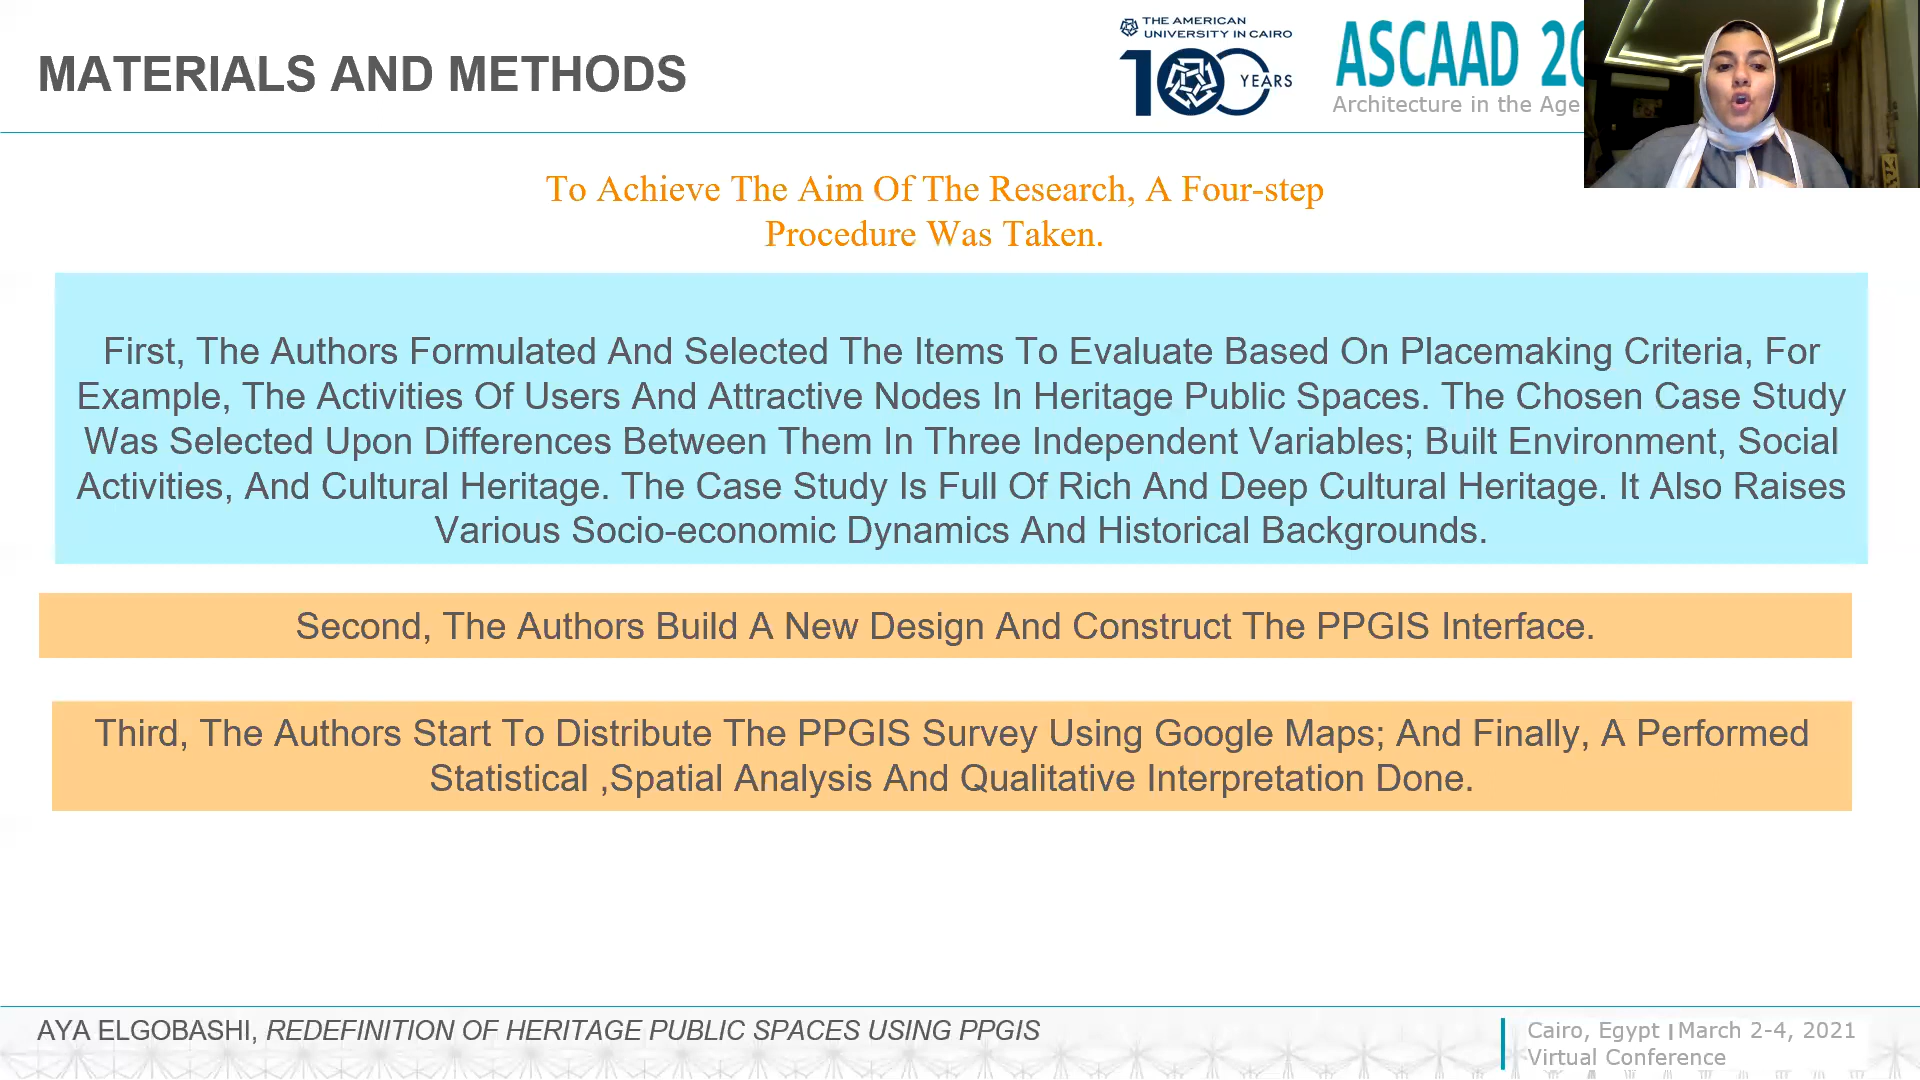 MATERIALS AND METHODS
THE AMERICAN
UNIVERSITY IN CAIRO
100 YEARS
ASCAAD 20
Architecture in the Age
To Achieve The Aim Of The Research, A Four-step
Procedure Was Taken.
First, The Authors Formulated And Selected The Items To Evaluate Based On Placemaking Criteria, For
Example, The Activities Of Users And Attractive Nodes In Heritage Public Spaces. The Chosen Case Study
Was Selected Upon Differences Between Them In Three Independent Variables; Built Environment, Social
Activities, And Cultural Heritage. The Case Study Is Full Of Rich And Deep Cultural Heritage. It Also Raises
Various Socio-economic Dynamics And Historical Backgrounds.
Second, The Authors Build A New Design And Construct The PPGIS Interface.
Third, The Authors Start To Distribute The PPGIS Survey Using Google Maps; And Finally, A Performed
Statistical ,Spatial Analysis And Qualitative Interpretation Done.
AYA ELGOBASHI, REDEFINITION OF HERITAGE PUBLIC SPACES USING PPGIS
Cairo, Egypt | March 2-4, 2021
Virtual Conference